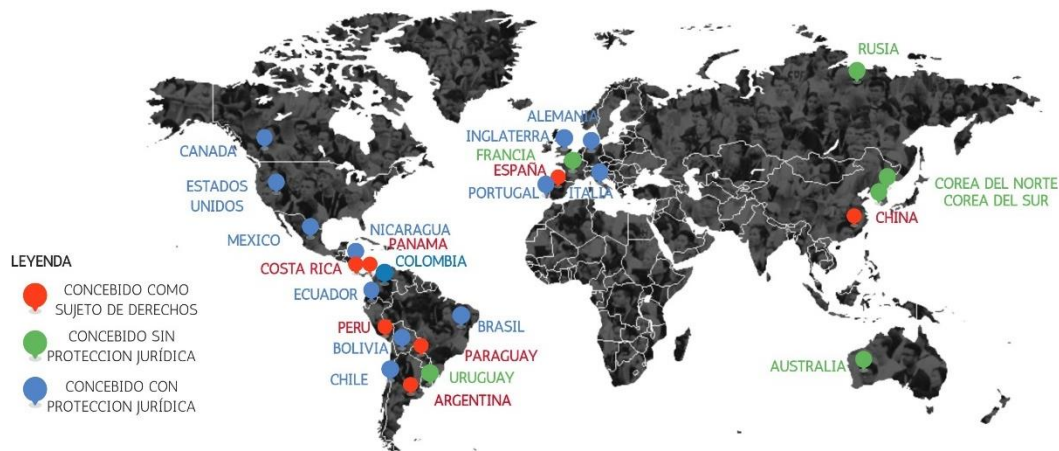 RUSIA
ALEMANIA
INGLATERRA
FRANCIA
ESPAÑA
PORTUGAL
ITALIA
CANADA
ESTADOS
UNIDOS
MEXICO
NICARAGUA
PANAMA
COSTA RICA
COLOMBIA
ECUADOR
PERU
BRASIL
BOLIVIA
PARAGUAY
CHILE
URUGUAY
ARGENTINA
COREA DEL NORTE
COREA DEL SUR
CHINA
AUSTRALIA
LEYENDA
CONCEBIDO COMO
SUJETO DE DERECHOS
CONCEBIDO SIN
PROTECCION JURÍDICA
CONCEBIDO CON
PROTECCION JURÍDICA